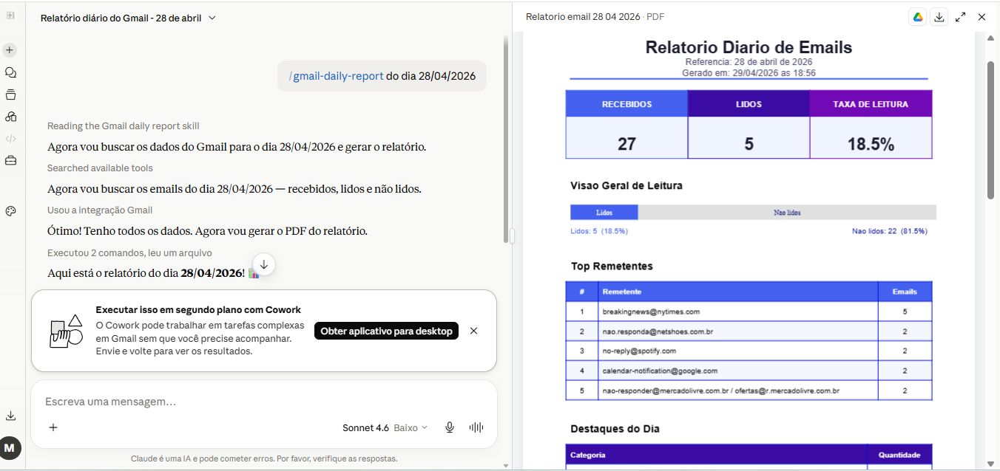 Relatório diário do Gmail - 28 de abril
/gmail-daily-report do dia 28/04/2026
Reading the Gmail daily report skill
Agora vou buscar os dados do Gmail para o dia 28/04/2026 e gerar o relatório.
Searched available tools
Agora vou buscar os emails do dia 28/04/2026 — recebidos, lidos e não lidos.
Usou a integração Gmail
Ótimo! Tenho todos os dados. Agora vou gerar o PDF do relatório.
Executou 2 comandos, leu um arquivo
Aqui está o relatório do dia 28/04/2026!
Executar isso em segundo plano com Cowork
O Cowork pode trabalhar em tarefas complexas
em Gmail sem que você precise acompanhar.
Envie e volte para ver os resultados.
Obter aplicativo para desktop
Escreva uma mensagem...
Sonnet 4.6 Baixo
M
Claude é uma IA e pode cometer erros. Por favor, verifique as respostas.
Relatorio email 28 04 2026 · PDF
Relatorio Diario de Emails
Referencia: 28 de abril de 2026
Gerado em: 29/04/2026 as 18:56
RECEBIDOS LIDOS TAXA DE LEITURA
27 5 18.5%
Visao Geral de Leitura
Lidos Nao lidos
Lidos: 5 (18.5%) Nao lidos: 22 (81.5%)
Top Remetentes
# Remetente Emails
1 breakingnews@nytimes.com 5
2 nao.responda@netshoes.com.br 2
3 no-reply@spotify.com 2
4 calendar-notification@google.com 2
5 nao-responder@mercadolivre.com.br / ofertas@r.mercadolivre.com.br 2
Destaques do Dia
Categoria Quantidade